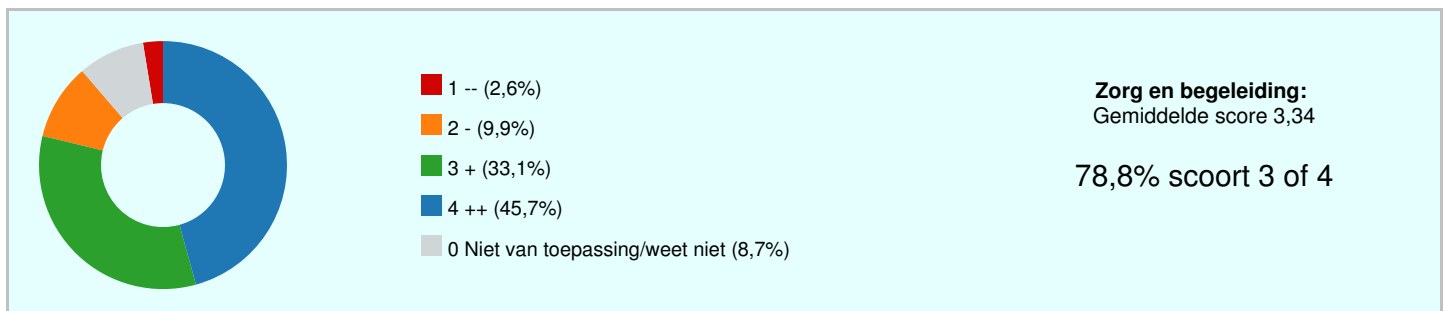 1 -- (2,6%)
2 - (9,9%)
3 + (33,1%)
4 ++ (45,7%)
0 Niet van toepassing/weet niet (8,7%)
Zorg en begeleiding:
Gemiddelde score 3,34
78,8% scoort 3 of 4